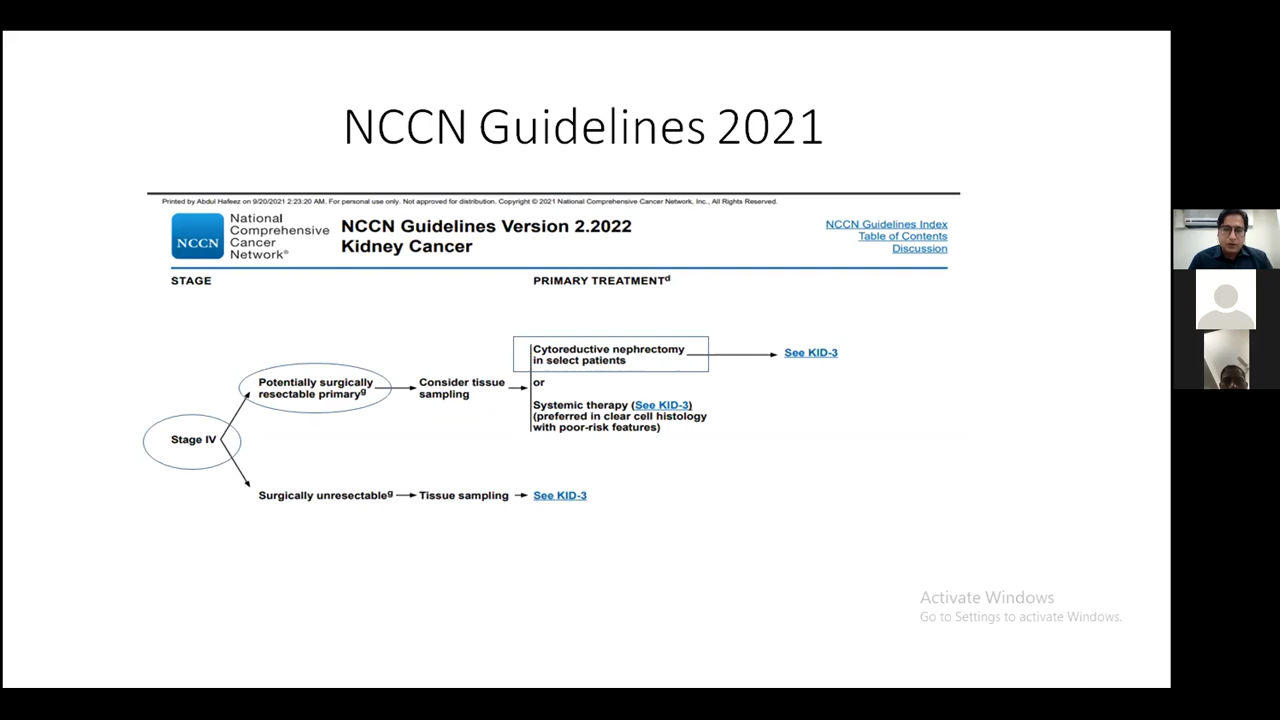 NCCN Guidelines 2021
Printed by Abdul Hafeez on 9/20/2021 2:23:20 AM. For personal use only. Not approved for distribution. Copyright © 2021 National Comprehensive Cancer Network, Inc., All Rights Reserved.
NCCN
National
Comprehensive
Cancer
Network®
NCCN Guidelines Version 2.2022
Kidney Cancer
NCCN Guidelines Index
Table of Contents
Discussion
STAGE
PRIMARY TREATMENTd
Cytoreductive nephrectomy
in select patients
See KID-3
Potentially surgically
resectable primaryg
Consider tissue
sampling
or
Systemic therapy (See KID-3)
(preferred in clear cell histology
with poor-risk features)
Stage IV
Surgically unresectableg
Tissue sampling
See KID-3
Activate Windows
Go to Settings to activate Windows.